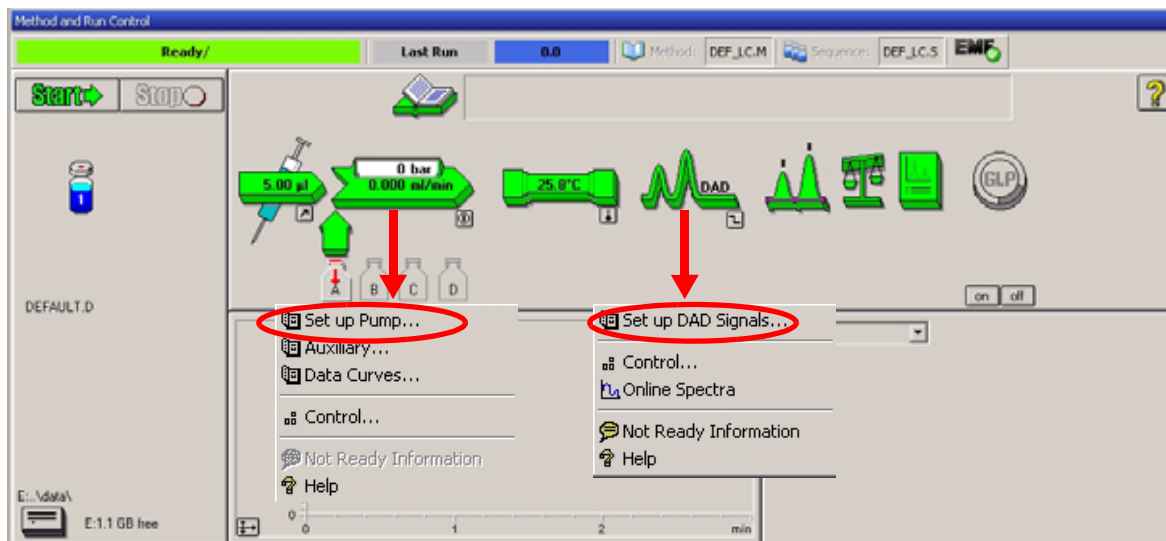 Method and Run Control
Ready/ Last Run 0.0 Method: DEF_LC.M Sequence: DEF_LC.S EMF
Start Stop
?
0 bar
5.00 µl 0.000 ml/min 25.0°C DAD GLP
1
A B C D
on off
DEFAULT.D
Set up Pump...
Auxiliary...
Data Curves...
Control...
Not Ready Information
Help
Set up DAD Signals...
Control...
Online Spectra
Not Ready Information
Help
E:..\data\
E:1.1 GB free
0
0 1 2 min